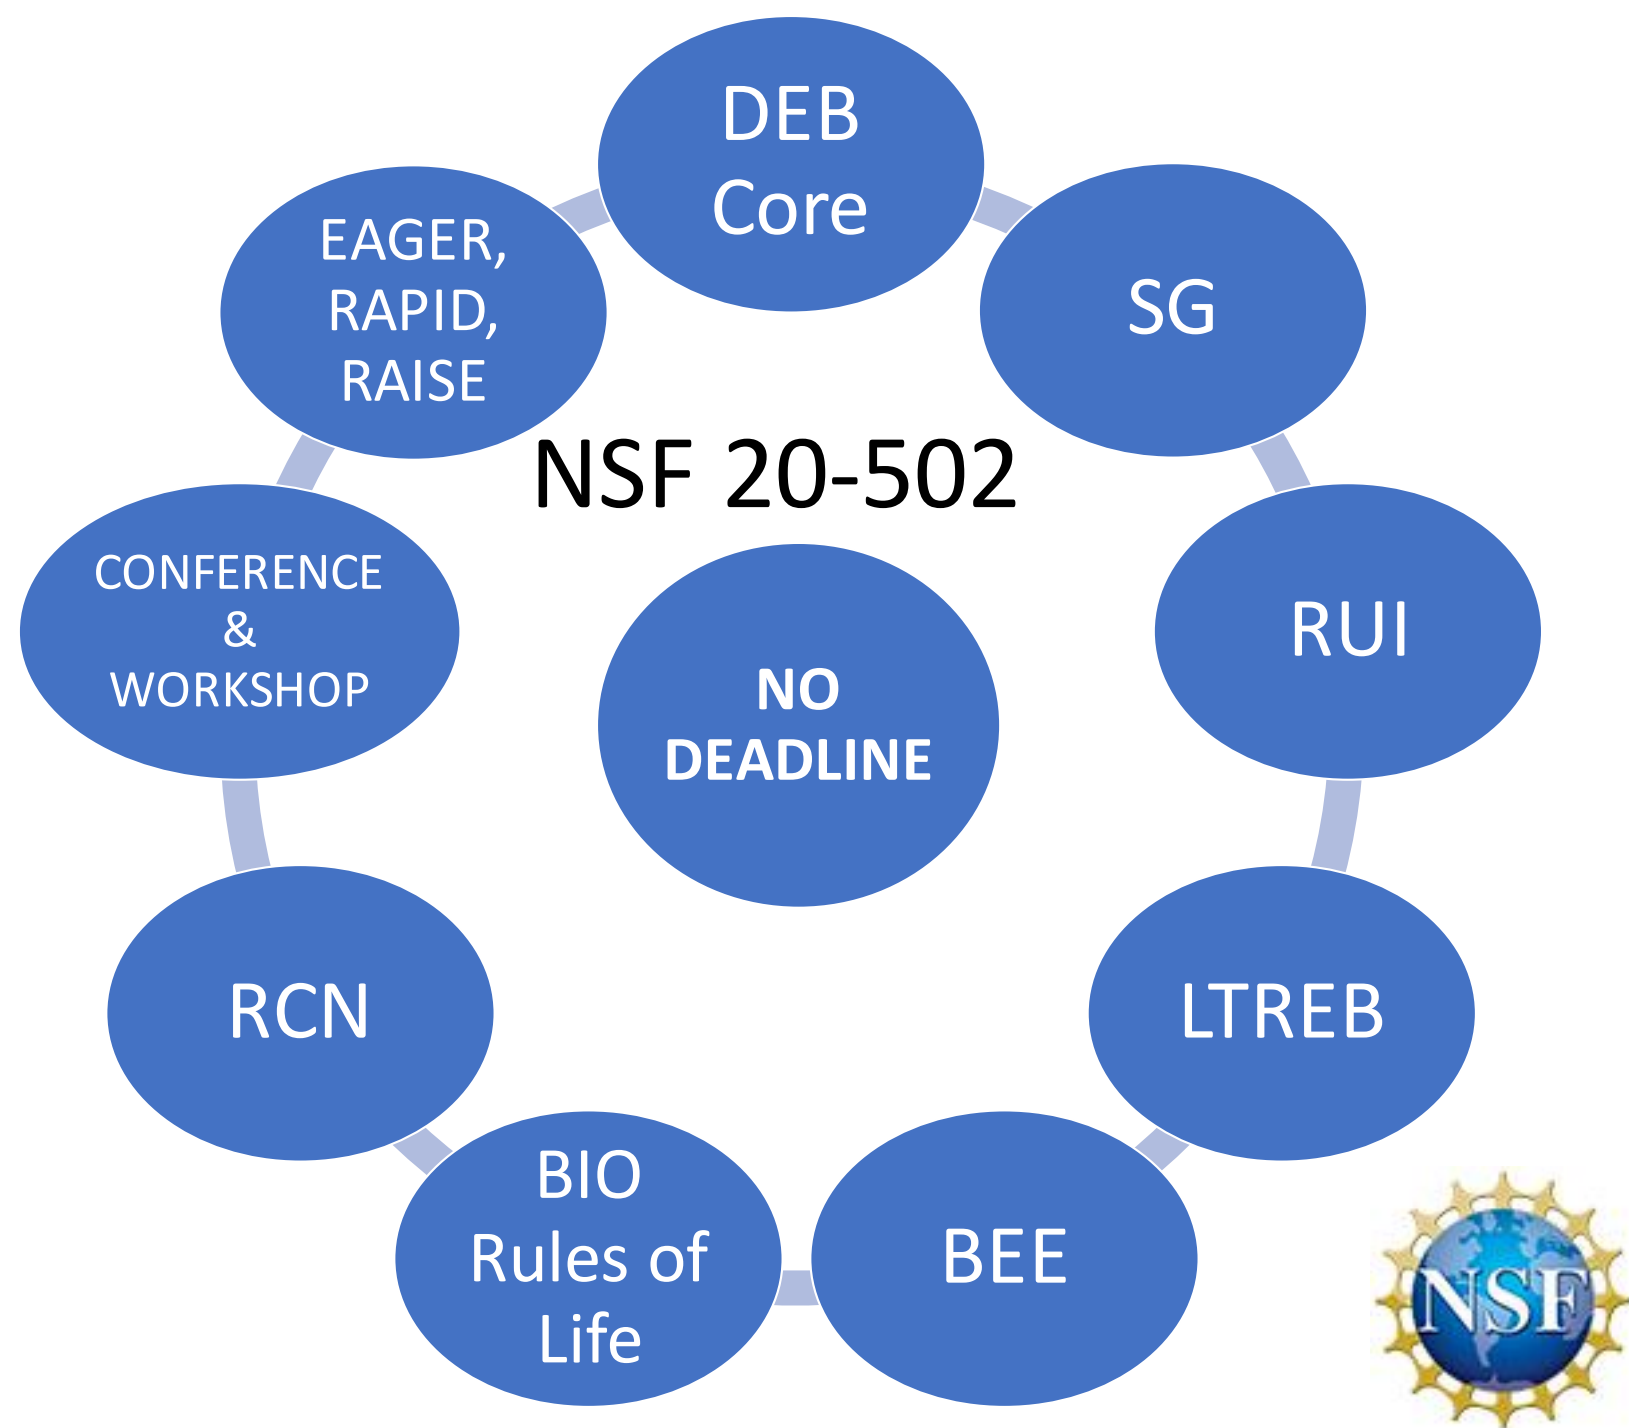 DEB
Core
SG
RUI
LTREB
BEE
BIO
Rules of
Life
RCN
CONFERENCE
&
WORKSHOP
EAGER,
RAPID,
RAISE
NSF 20-502
NO
DEADLINE
NSF